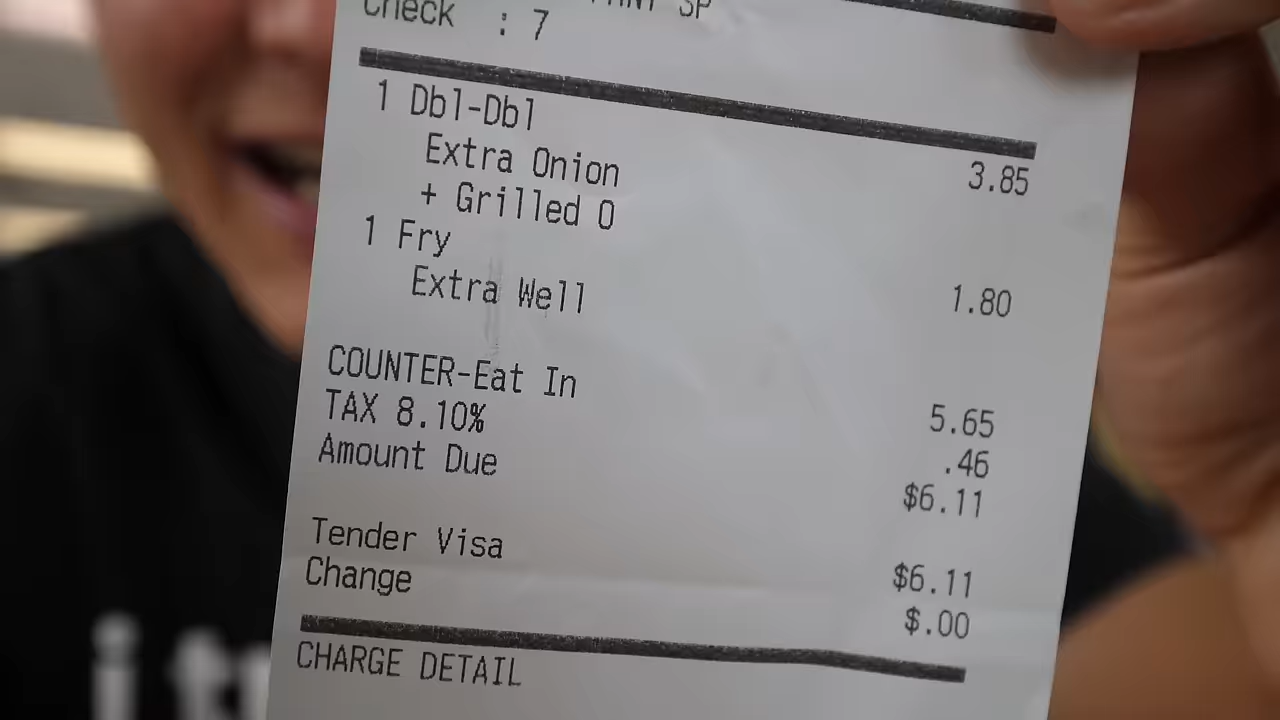 Check : 7
1 Dbl-Dbl 3.85
Extra Onion
+ Grilled O
1 Fry 1.80
Extra Well
COUNTER-Eat In 5.65
TAX 8.10% .46
Amount Due $6.11
Tender Visa $6.11
Change $.00
CHARGE DETAIL